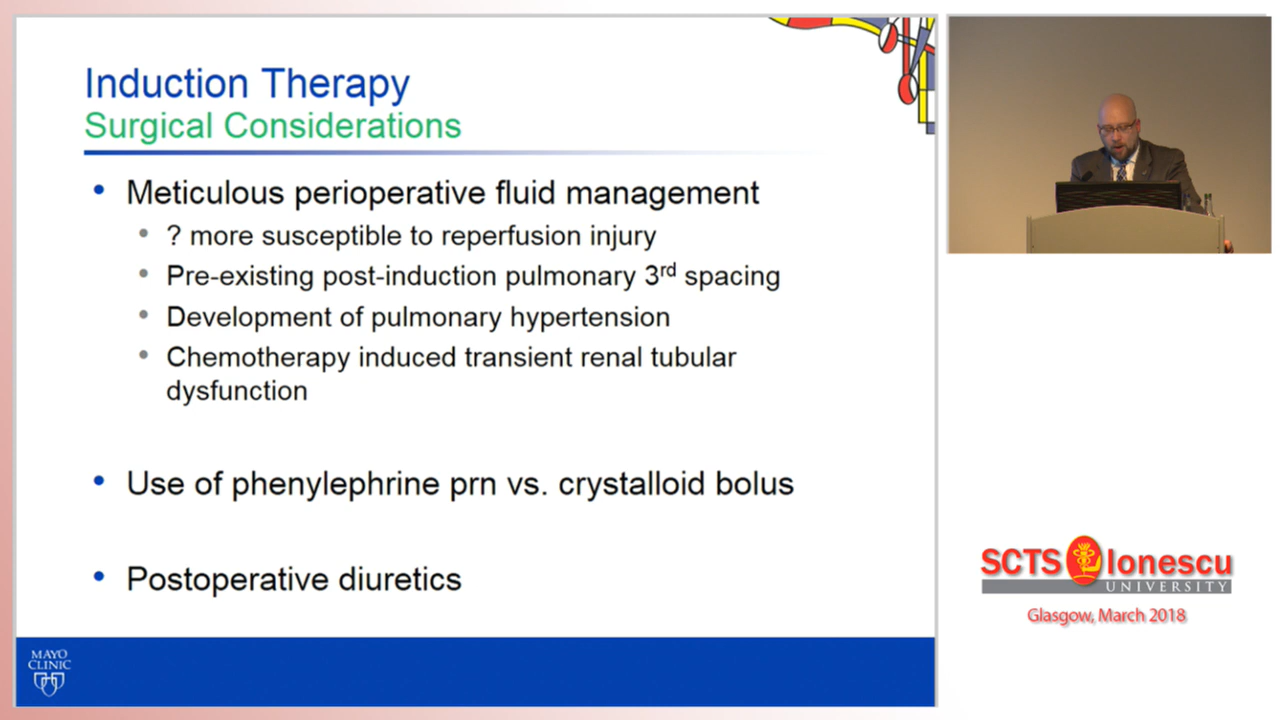 Induction Therapy
Surgical Considerations
• Meticulous perioperative fluid management
• ? more susceptible to reperfusion injury
• Pre-existing post-induction pulmonary 3rd spacing
• Development of pulmonary hypertension
• Chemotherapy induced transient renal tubular
dysfunction
• Use of phenylephrine prn vs. crystalloid bolus
• Postoperative diuretics
MAYO
CLINIC
SCTS Ionescu
UNIVERSITY
Glasgow, March 2018